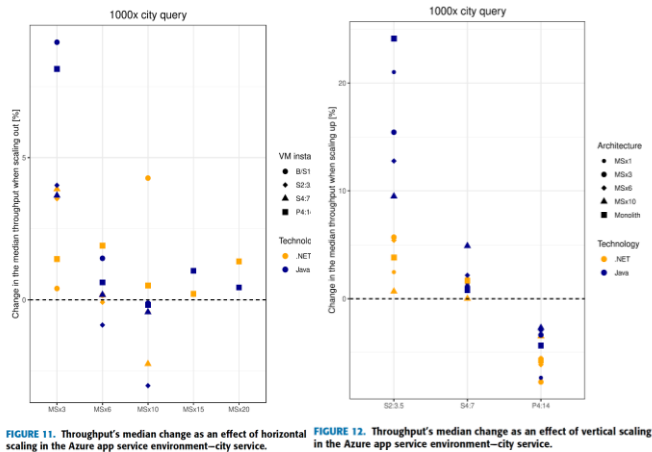 1000x city query
Change in the median throughput when scaling out [%]
5
0
MSx3
MSx6
MSx10
MSx15
MSx20
VM insta
B/S1
S2:3
S4:7
P4:1
Technolo
.NET
Java
FIGURE 11. Throughput's median change as an effect of horizontal
scaling in the Azure app service environment—city service.
1000x city query
Change in the median throughput when scaling up [%]
20
10
0
S2:3.5
S4:7
P4:14
Architecture
MSx1
MSx3
MSx6
MSx10
Monolith
Technology
.NET
Java
FIGURE 12. Throughput's median change as an effect of vertical scaling
in the Azure app service environment—city service.